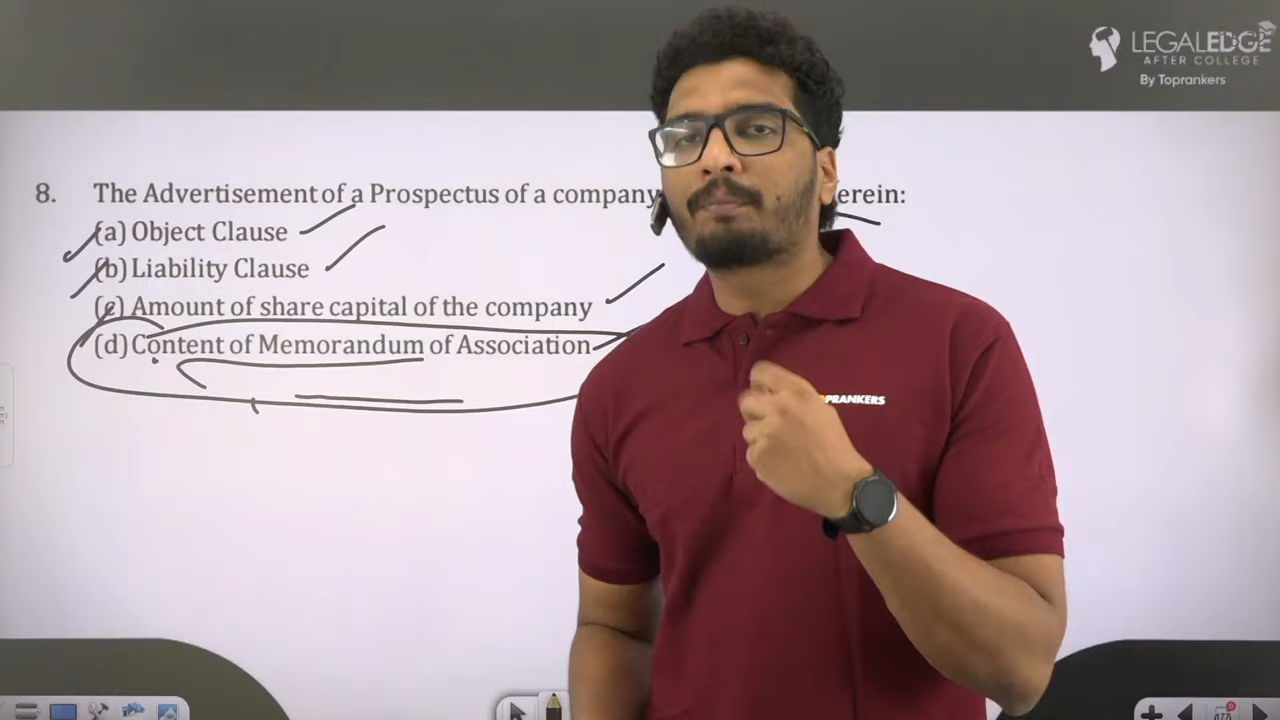 LEGALEDGE
AFTER COLLEGE
By Toprankers
8. The Advertisement of a Prospectus of a company erein:
(a) Object Clause
(b) Liability Clause
(c) Amount of share capital of the company
(d) Content of Memorandum of Association
PRANKERS